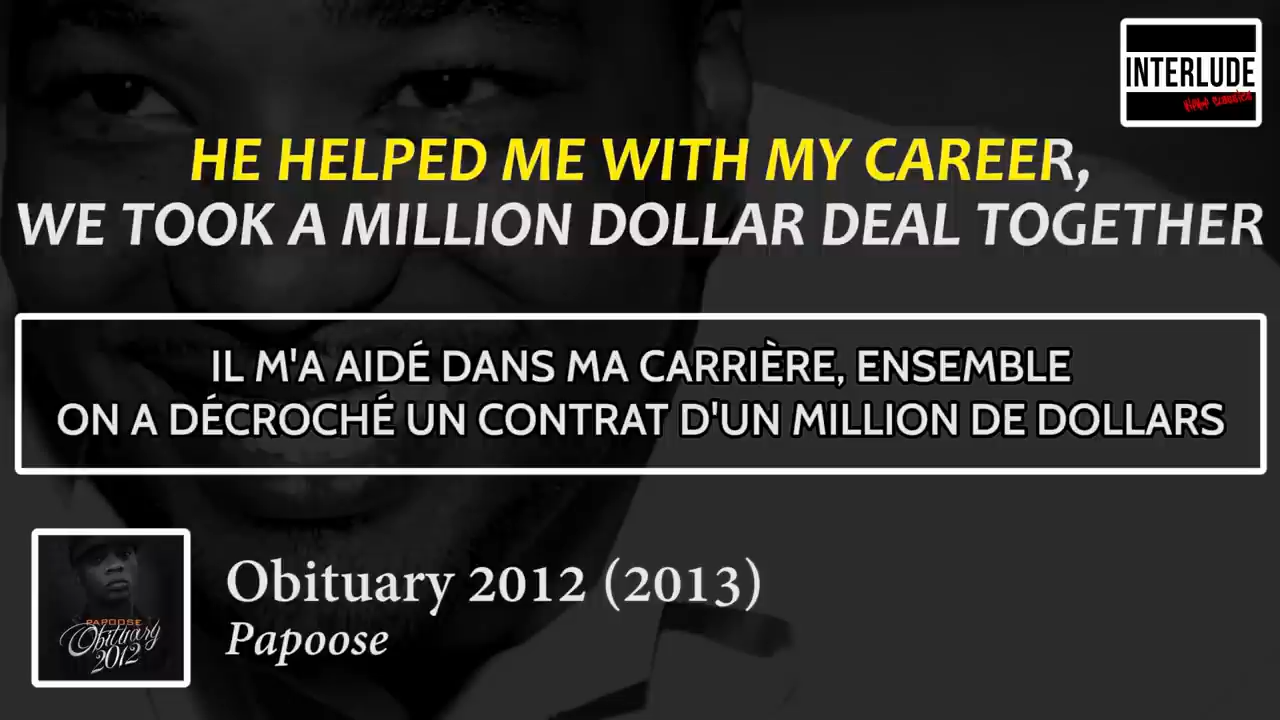 INTERLUDE
HE HELPED ME WITH MY CAREER,
WE TOOK A MILLION DOLLAR DEAL TOGETHER
IL M'A AIDÉ DANS MA CARRIÈRE, ENSEMBLE
ON A DÉCROCHÉ UN CONTRAT D'UN MILLION DE DOLLARS
PAPOOSE
Obituary
2012
Obituary 2012 (2013)
Papoose